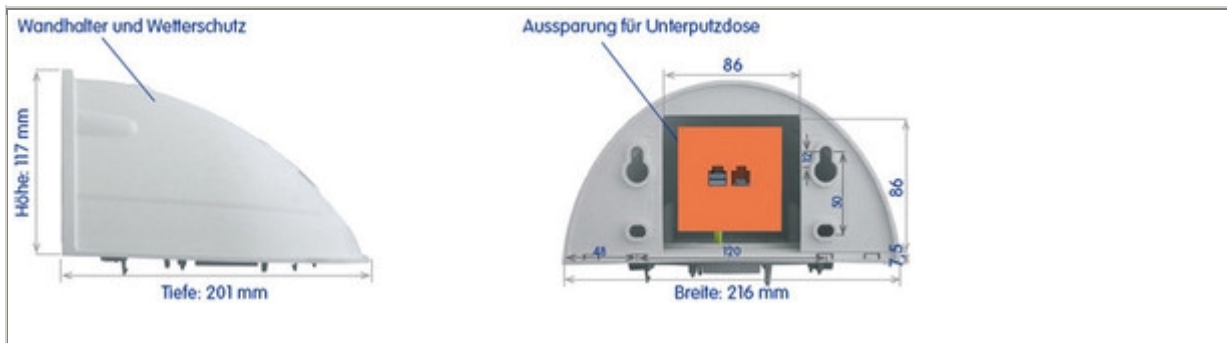 Wandhalter und Wetterschutz
Höhe: 117 mm
Tiefe: 201 mm
Aussparung für Unterputzdose
86
12
50
86
7,5
48
120
Breite: 216 mm